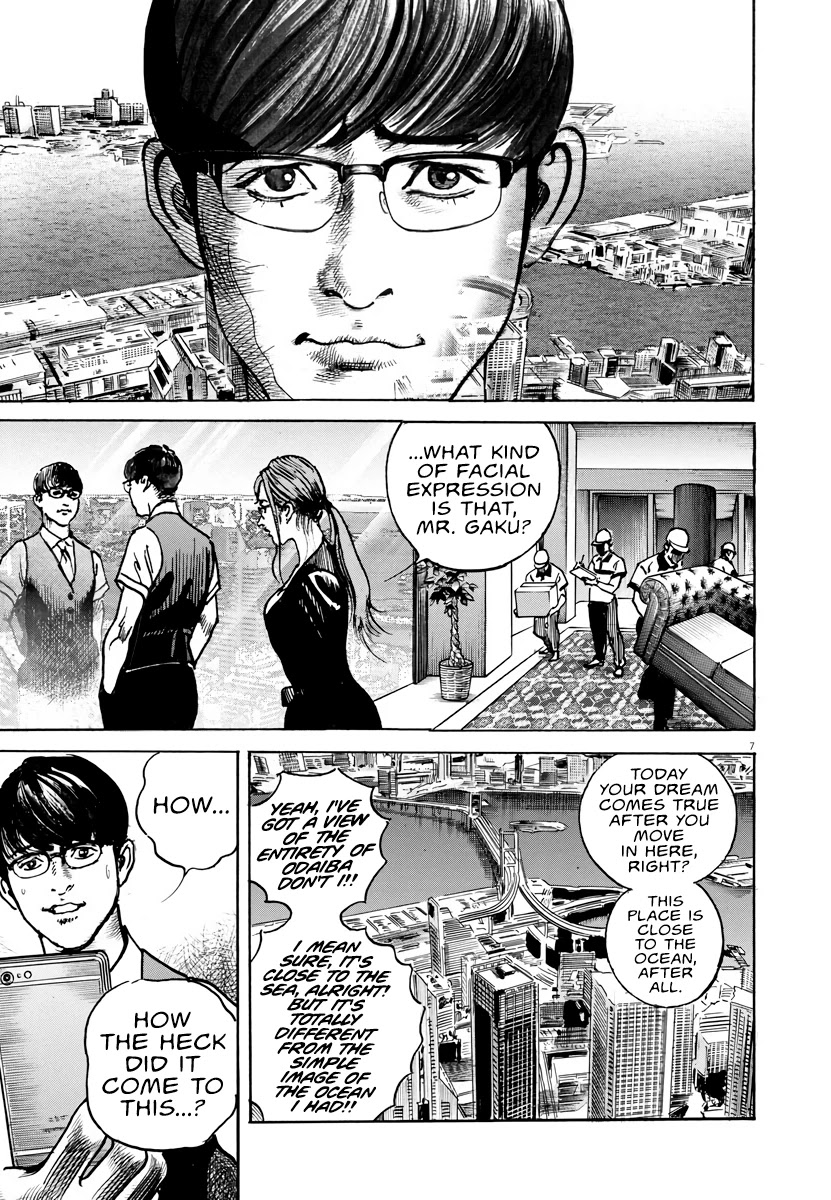 ...WHAT KIND
OF FACIAL
EXPRESSION
IS THAT,
MR. GAKU?
7
TODAY
YOUR DREAM
COMES TRUE
AFTER YOU
MOVE
IN HERE,
RIGHT?
THIS
PLACE IS
CLOSE
TO THE
OCEAN,
AFTER
ALL.
YEAH, I'VE
GOT A VIEW
OF THE
ENTIRETY OF
ODAIBA
DON'T I!!
I MEAN
SURE, IT'S
CLOSE TO THE
SEA, ALRIGHT!
BUT IT'S
TOTALLY
DIFFERENT
FROM THE
SIMPLE
IMAGE OF
THE OCEAN
I HAD!!
HOW...
HOW
THE HECK
DID IT
COME TO
THIS...?